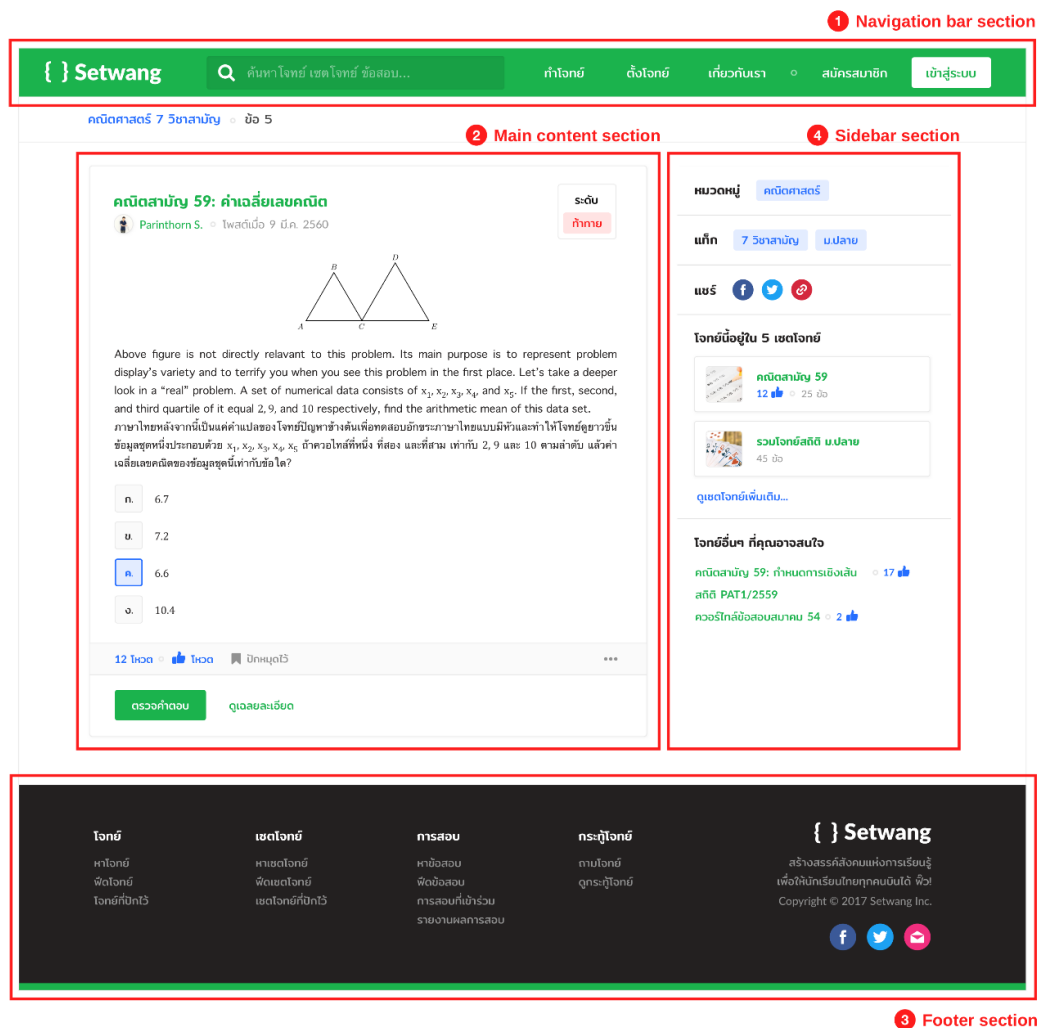 1 Navigation bar section
{ } Setwang
ค้นหาโจทย์ เซตโจทย์ ข้อสอบ...
ทำโจทย์
ตั้งโจทย์
เกี่ยวกับเรา
สมัครสมาชิก
เข้าสู่ระบบ
คณิตศาสตร์ 7 วิชาสามัญ ข้อ 5
2 Main content section
4 Sidebar section
คณิตสามัญ 59: ค่าเฉลี่ยเลขคณิต
Parinthorn S. โพสต์เมื่อ 9 มี.ค. 2560
ระดับ
ท้าทาย
B
D
A
C
E
Above figure is not directly relavant to this problem. Its main purpose is to represent problem
display's variety and to terrify you when you see this problem in the first place. Let's take a deeper
look in a “real” problem. A set of numerical data consists of x₁, x₂, x₃, x₄, and x₅. If the first, second,
and third quartile of it equal 2, 9, and 10 respectively, find the arithmetic mean of this data set.
ภาษาไทยหลังจากนี้เป็นแค่คำแปลของโจทย์ปัญหาข้างต้นเพื่อทดสอบอักขระภาษาไทยแบบมีหัวและทำให้โจทย์ดูยาวขึ้น
ข้อมูลชุดหนึ่งประกอบด้วย x₁, x₂, x₃, x₄, x₅ ถ้าควอไทล์ที่หนึ่ง ที่สอง และที่สาม เท่ากับ 2, 9 และ 10 ตามลำดับ แล้วค่า
เฉลี่ยเลขคณิตของข้อมูลชุดนี้เท่ากับข้อใด?
ก. 6.7
ข. 7.2
ค. 6.6
ง. 10.4
12 โหวต โหวต ปักหมุดไว้
ตรวจคำตอบ ดูเฉลยละเอียด
หมวดหมู่ คณิตศาสตร์
แท็ก 7 วิชาสามัญ ม.ปลาย
แชร์
โจทย์นี้อยู่ใน 5 เซตโจทย์
คณิตสามัญ 59
12 25 ข้อ
รวมโจทย์สถิติ ม.ปลาย
45 ข้อ
ดูเซตโจทย์เพิ่มเติม...
โจทย์อื่นๆ ที่คุณอาจสนใจ
คณิตสามัญ 59: กำหนดการเชิงเส้น 17
สถิติ PAT1/2559
ควอร์ไทล์ข้อสอบสมาคม 54 2
โจทย์
หาโจทย์
ฟีดโจทย์
โจทย์ที่ปักไว้
เซตโจทย์
หาเซตโจทย์
ฟีดเซตโจทย์
เซตโจทย์ที่ปักไว้
การสอบ
หาข้อสอบ
ฟีดข้อสอบ
การสอบที่เข้าร่วม
รายงานผลการสอบ
กระทู้โจทย์
ถามโจทย์
ดูกระทู้โจทย์
{ } Setwang
สร้างสรรค์สังคมแห่งการเรียนรู้
เพื่อให้นักเรียนไทยทุกคนบินได้ ฟิ้ว!
Copyright © 2017 Setwang Inc.
3 Footer section